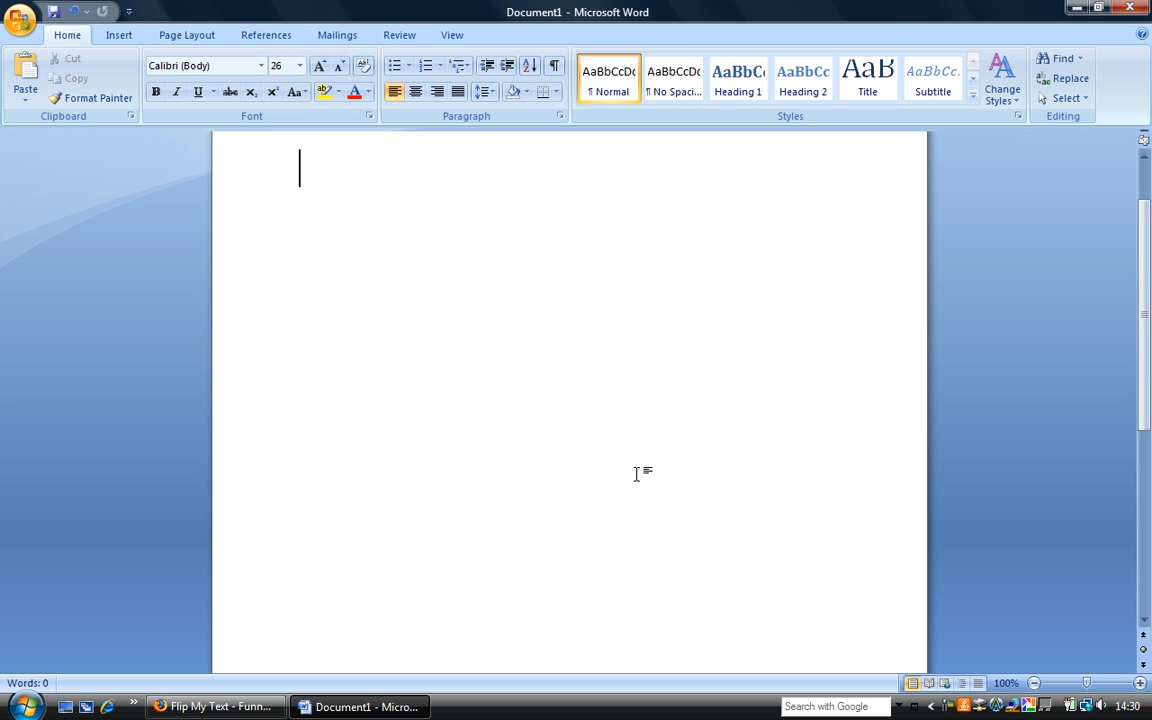 Document1 - Microsoft Word
Home Insert Page Layout References Mailings Review View
Paste
Cut
Copy
Format Painter
Clipboard
Calibri (Body) 26
Font
Paragraph
AaBbCcDc AaBbCcDc AaBbC AaBbCc AaB AaBbCc.
¶ Normal ¶ No Spaci... Heading 1 Heading 2 Title Subtitle
Change Styles
Styles
Find
Replace
Select
Editing
Words: 0 100%
Flip My Text - Funn... Document1 - Micro... Search with Google 14:30